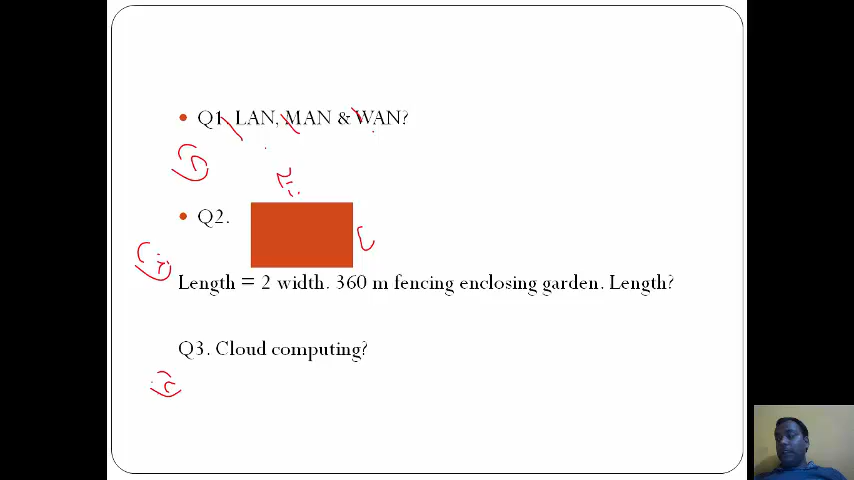 Q1. LAN, MAN & WAN?
Q2.
Length = 2 width. 360 m fencing enclosing garden. Length?
Q3. Cloud computing?